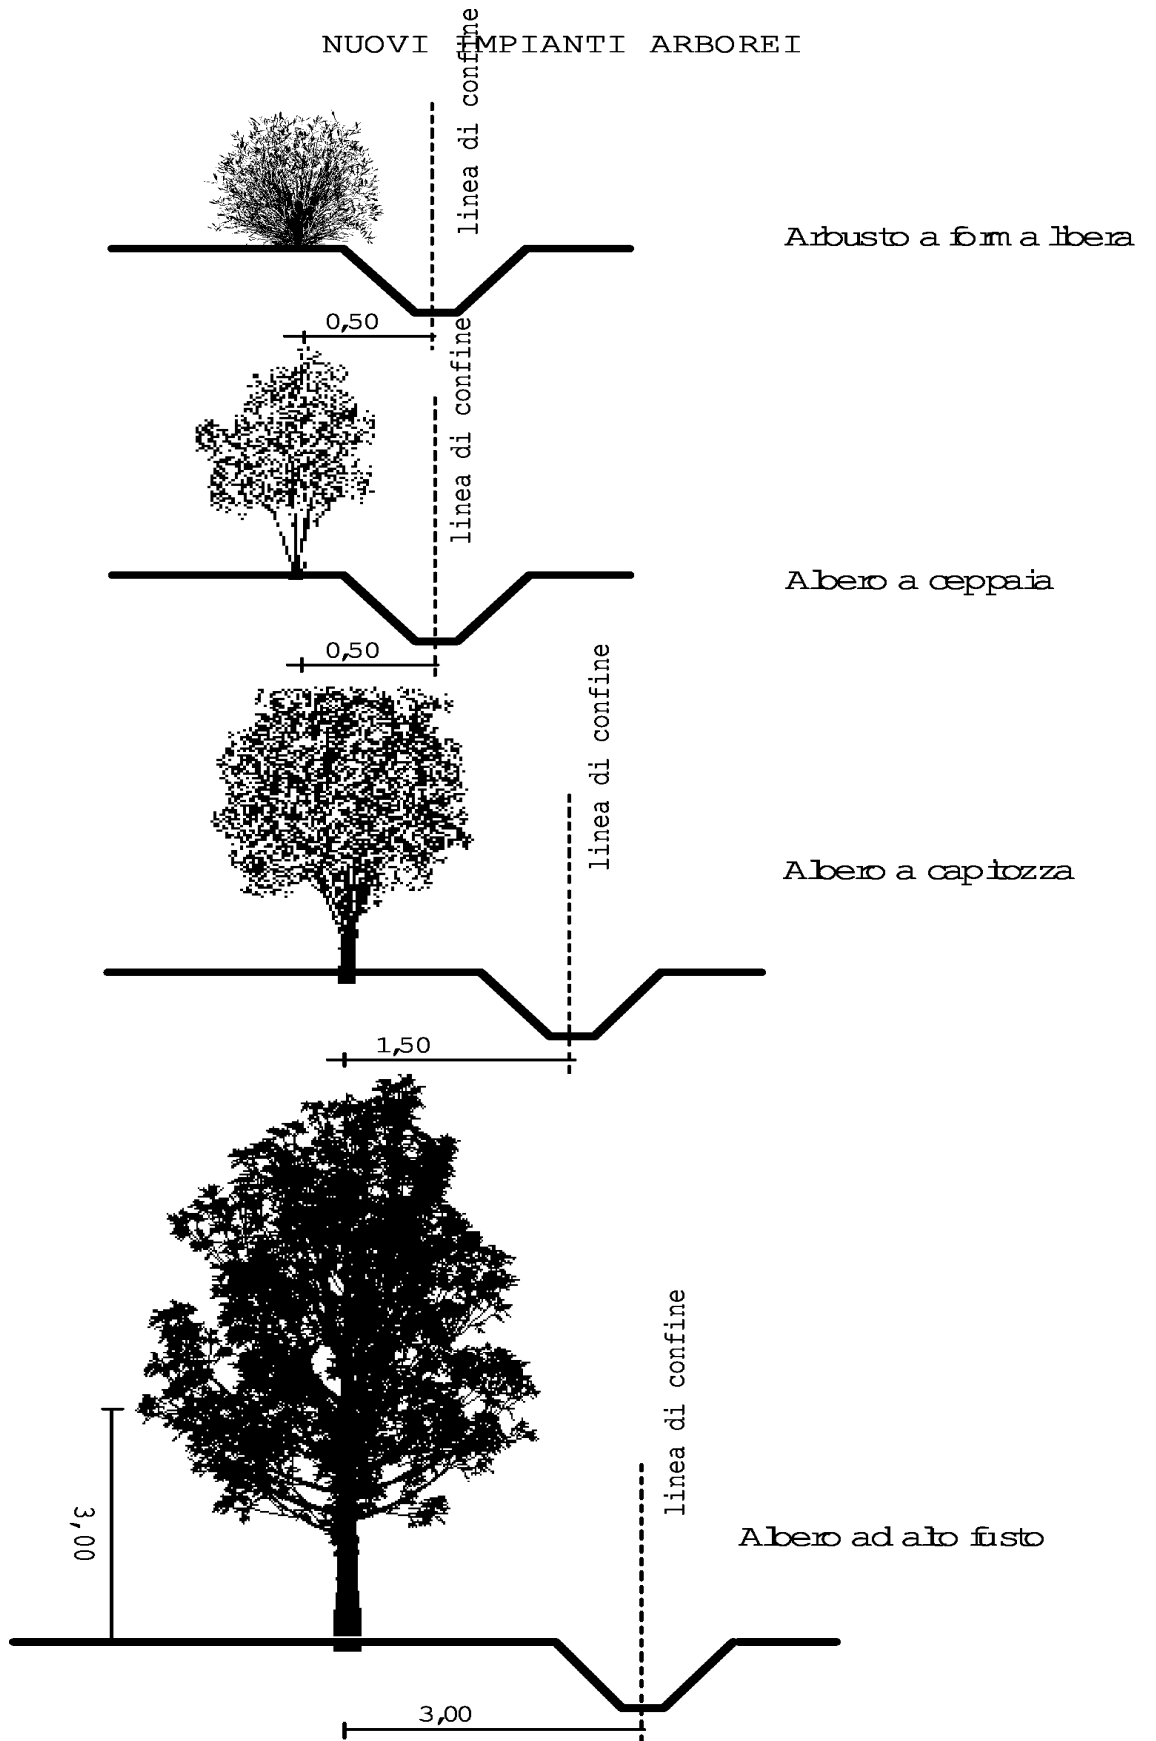 NUOVI IMPIANTI ARBOREI
linea di confine
Arbusto a forma libera
0,50
linea di confine
Albero a ceppaia
0,50
linea di confine
Albero a capitozza
1,50
linea di confine
3,00
Albero ad alto fusto
3,00